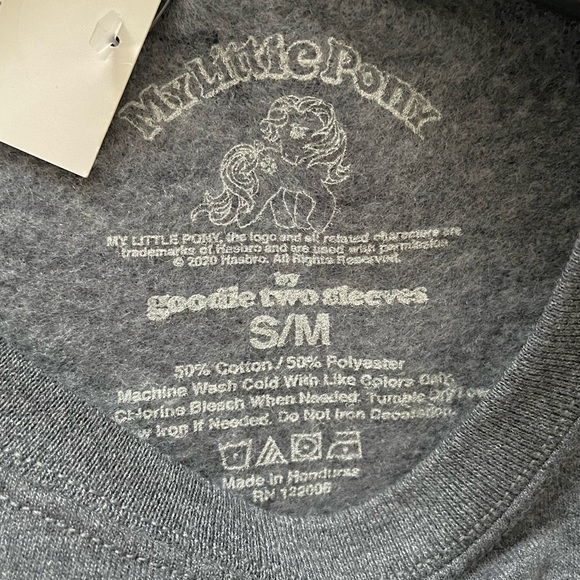 My Little Pony
MY LITTLE PONY, the logo and all related characters are
trademarks of Hasbro and are used with permission
© 2020 Hasbro. All Rights Reserved.
by
goodie two sleeves
S/M
50% Cotton / 50% Polyester
Machine Wash Cold With Like Colors Only.
Chlorine Bleach When Needed. Tumble Dry Low
Iron If Needed. Do Not Iron Decoration.
Made in Honduras
RN